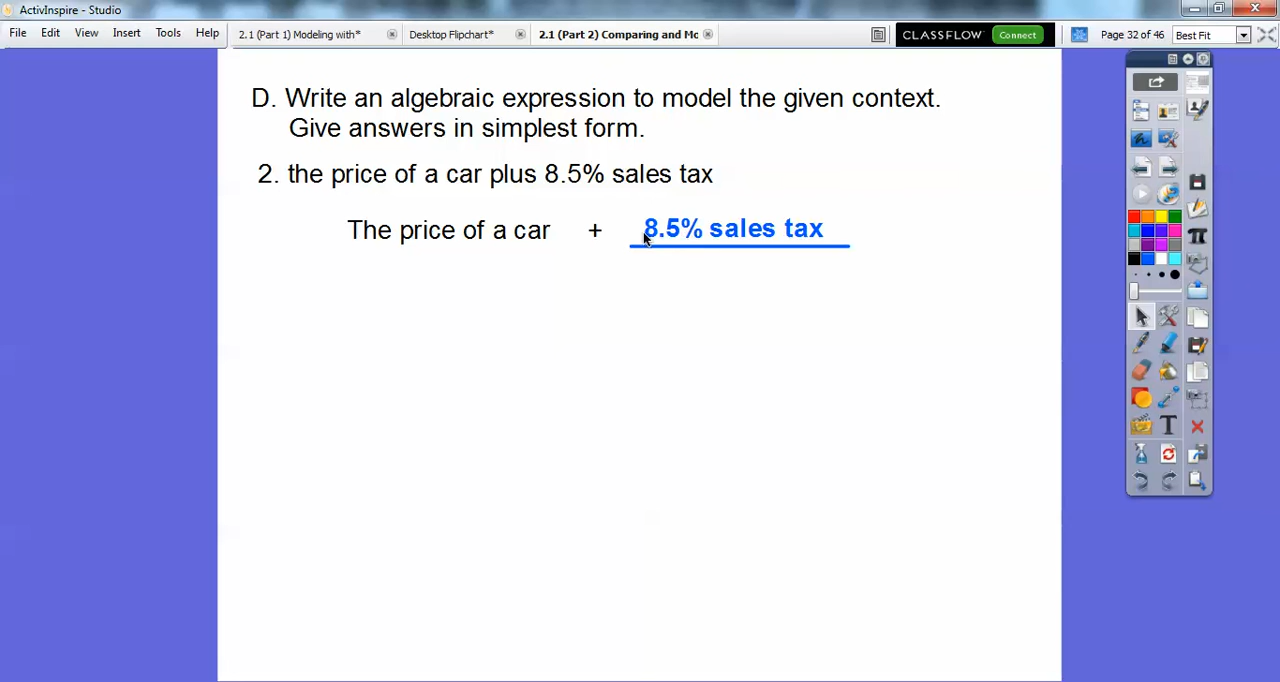 ActivInspire - Studio
File Edit View Insert Tools Help
2.1 (Part 1) Modeling with*
Desktop Flipchart*
2.1 (Part 2) Comparing and Mo
CLASSFLOW Connect
Page 32 of 46
Best Fit
D. Write an algebraic expression to model the given context.
Give answers in simplest form.
2. the price of a car plus 8.5% sales tax
The price of a car + 8.5% sales tax